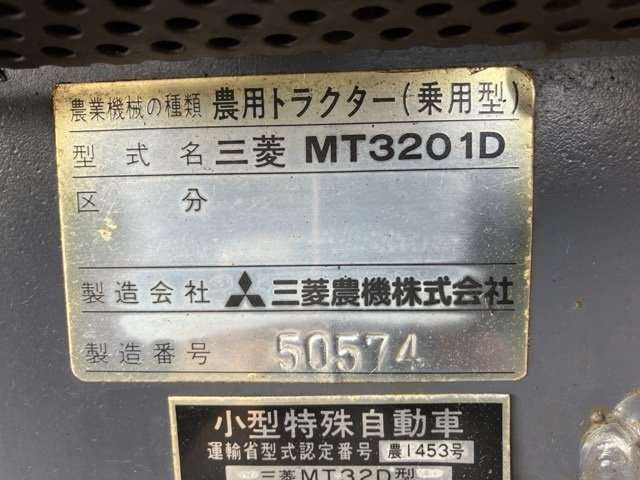 農業機械の種類 農用トラクター(乗用型)
型式名 三菱 MT3201D
区分
製造会社 三菱農機株式会社
製造番号 50574
小型特殊自動車
運輸省型式認定番号 農1453号
三菱MT32D型